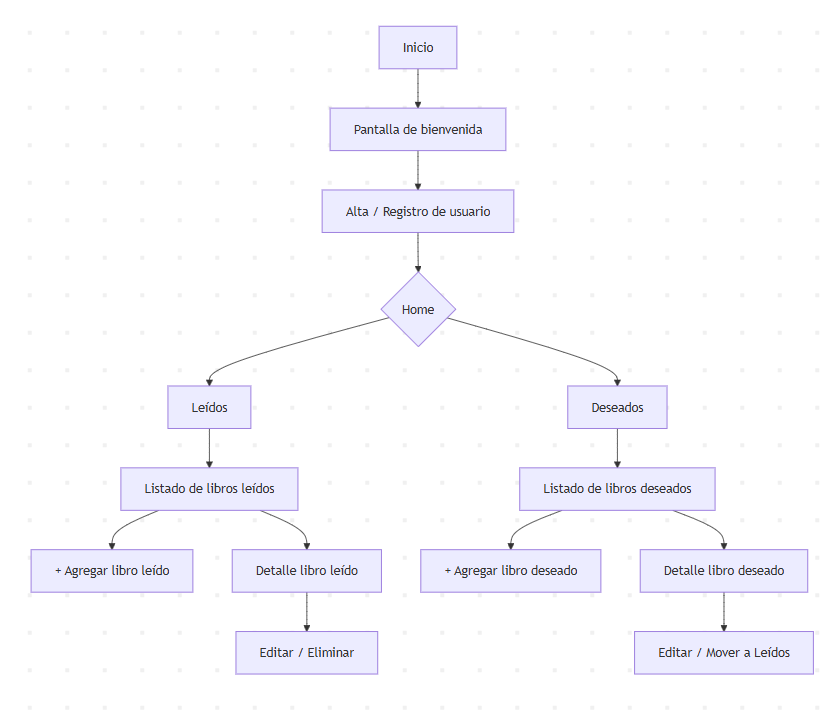 Inicio
Pantalla de bienvenida
Alta / Registro de usuario
Home
Leídos
Deseados
Listado de libros leídos
Listado de libros deseados
+ Agregar libro leído
Detalle libro leído
+ Agregar libro deseado
Detalle libro deseado
Editar / Eliminar
Editar / Mover a Leídos